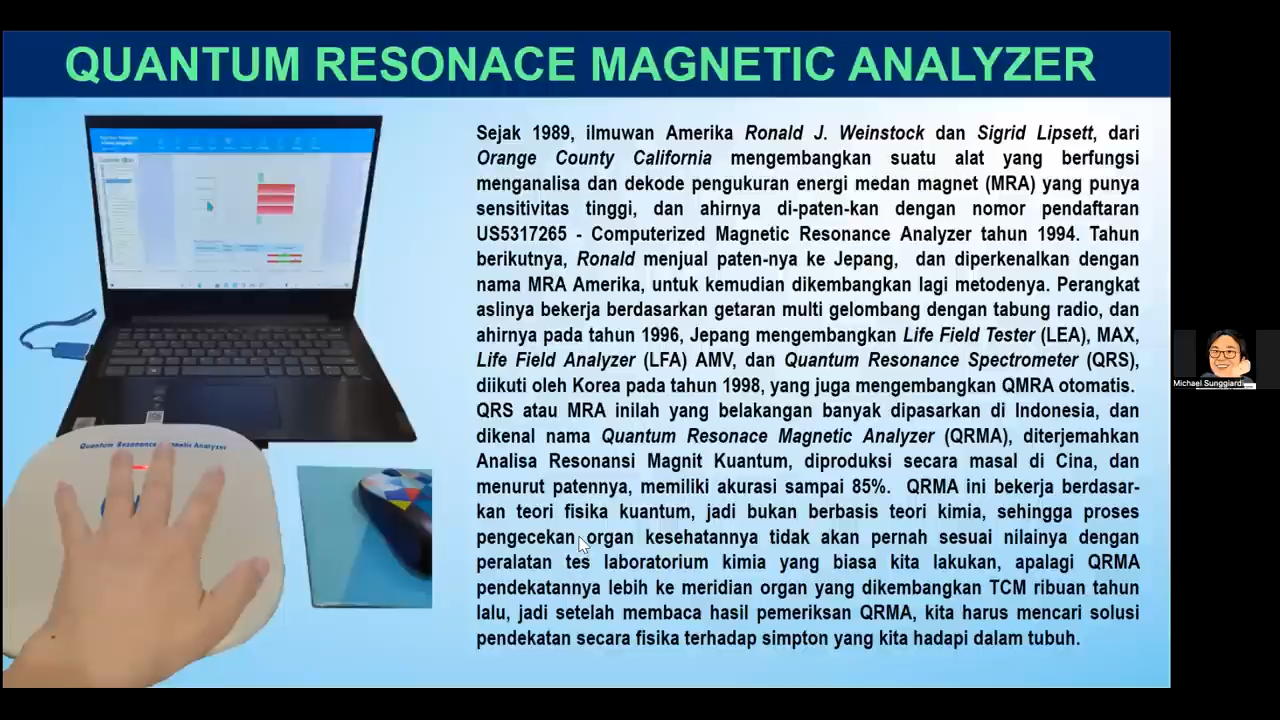 QUANTUM RESONACE MAGNETIC ANALYZER
Sejak 1989, ilmuwan Amerika Ronald J. Weinstock dan Sigrid Lipsett, dari
Orange County California mengembangkan suatu alat yang berfungsi
menganalisa dan dekode pengukuran energi medan magnet (MRA) yang punya
sensitivitas tinggi, dan ahirnya di-paten-kan dengan nomor pendaftaran
US5317265 - Computerized Magnetic Resonance Analyzer tahun 1994. Tahun
berikutnya, Ronald menjual paten-nya ke Jepang, dan diperkenalkan dengan
nama MRA Amerika, untuk kemudian dikembangkan lagi metodenya. Perangkat
aslinya bekerja berdasarkan getaran multi gelombang dengan tabung radio, dan
ahirnya pada tahun 1996, Jepang mengembangkan Life Field Tester (LEA), MAX,
Life Field Analyzer (LFA) AMV, dan Quantum Resonance Spectrometer (QRS),
diikuti oleh Korea pada tahun 1998, yang juga mengembangkan QMRA otomatis.
QRS atau MRA inilah yang belakangan banyak dipasarkan di Indonesia, dan
dikenal nama Quantum Resonace Magnetic Analyzer (QRMA), diterjemahkan
Analisa Resonansi Magnit Kuantum, diproduksi secara masal di Cina, dan
menurut patennya, memiliki akurasi sampai 85%. QRMA ini bekerja berdasar-
kan teori fisika kuantum, jadi bukan berbasis teori kimia, sehingga proses
pengecekan organ kesehatannya tidak akan pernah sesuai nilainya dengan
peralatan tes laboratorium kimia yang biasa kita lakukan, apalagi QRMA
pendekatannya lebih ke meridian organ yang dikembangkan TCM ribuan tahun
lalu, jadi setelah membaca hasil pemeriksan QRMA, kita harus mencari solusi
pendekatan secara fisika terhadap simpton yang kita hadapi dalam tubuh.
Quantum Resonance Magnetic Analyzer
Michael Sunggiardi